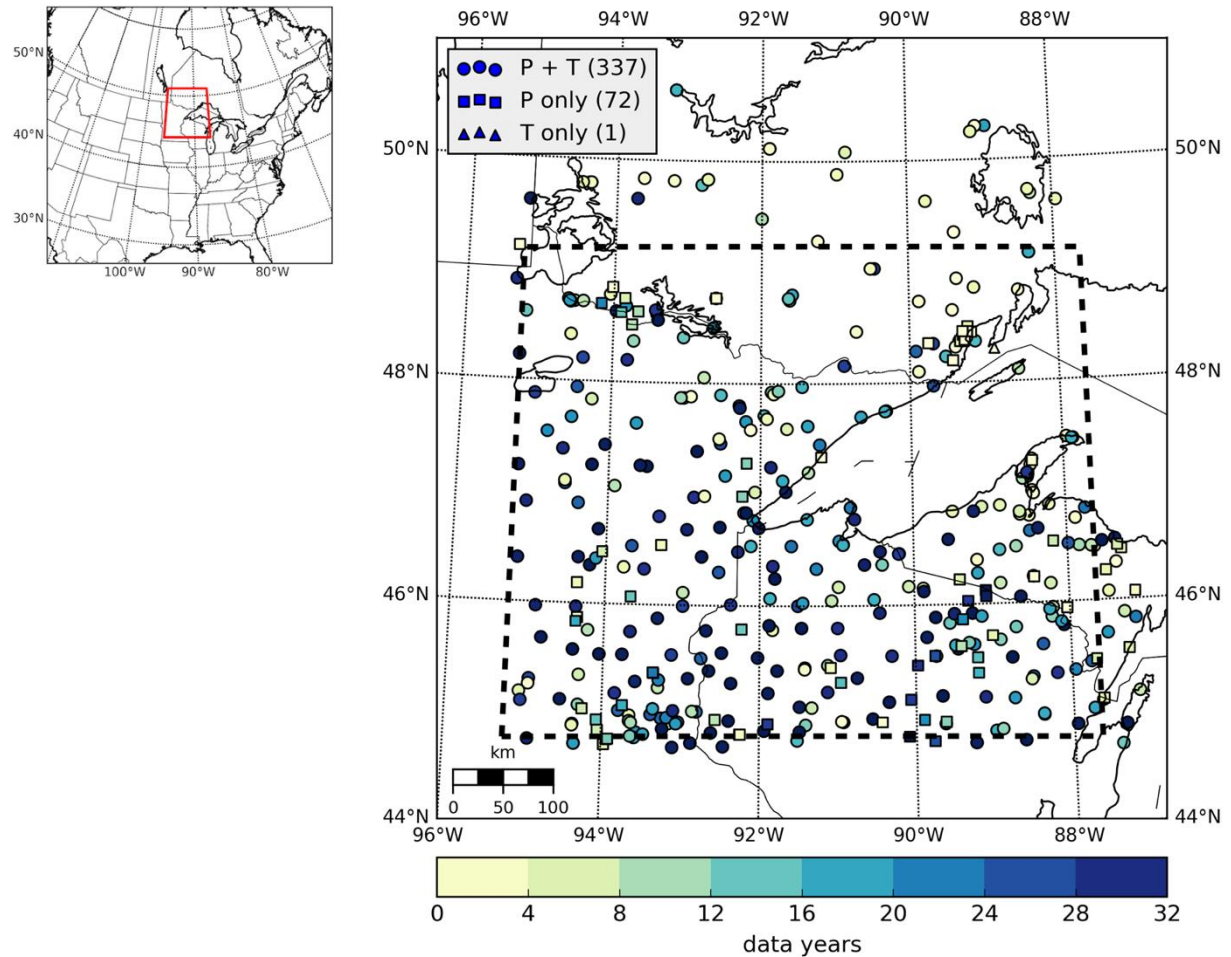 50°N
40°N
30°N
100°W 90°W 80°W
96°W 94°W 92°W 90°W 88°W
P + T (337)
P only (72)
T only (1)
50°N 50°N
48°N 48°N
46°N 46°N
km
0 50 100
44°N 44°N
96°W 94°W 92°W 90°W 88°W
0 4 8 12 16 20 24 28 32
data years